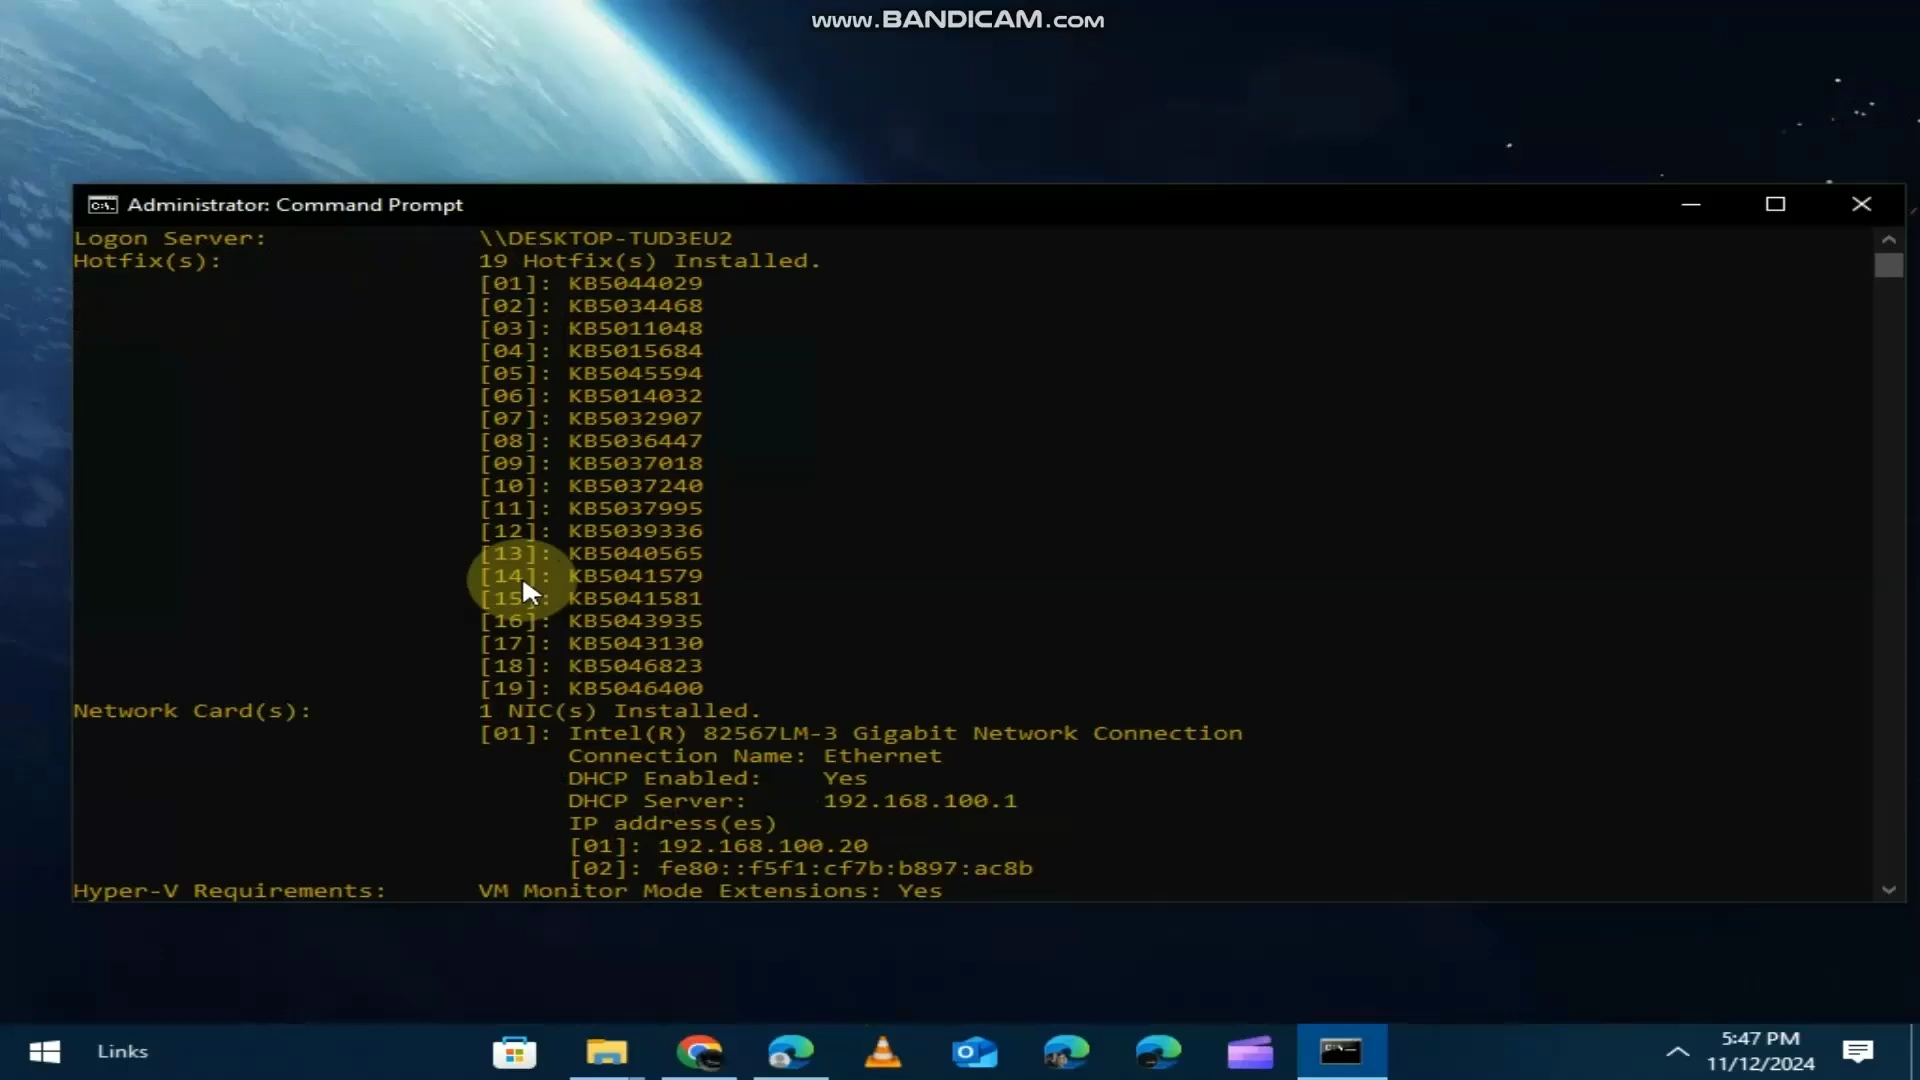 www.BANDICAM.com
Administrator: Command Prompt
Logon Server: \\DESKTOP-TUD3EU2
Hotfix(s): 19 Hotfix(s) Installed.
[01]: KB5044029
[02]: KB5034468
[03]: KB5011048
[04]: KB5015684
[05]: KB5045594
[06]: KB5014032
[07]: KB5032907
[08]: KB5036447
[09]: KB5037018
[10]: KB5037240
[11]: KB5037995
[12]: KB5039336
[13]: KB5040565
[14]: KB5041579
[15]: KB5041581
[16]: KB5043935
[17]: KB5043130
[18]: KB5046823
[19]: KB5046400
Network Card(s): 1 NIC(s) Installed.
[01]: Intel(R) 82567LM-3 Gigabit Network Connection
Connection Name: Ethernet
DHCP Enabled: Yes
DHCP Server: 192.168.100.1
IP address(es)
[01]: 192.168.100.20
[02]: fe80::f5f1:cf7b:b897:ac8b
Hyper-V Requirements: VM Monitor Mode Extensions: Yes
Links
5:47 PM
11/12/2024